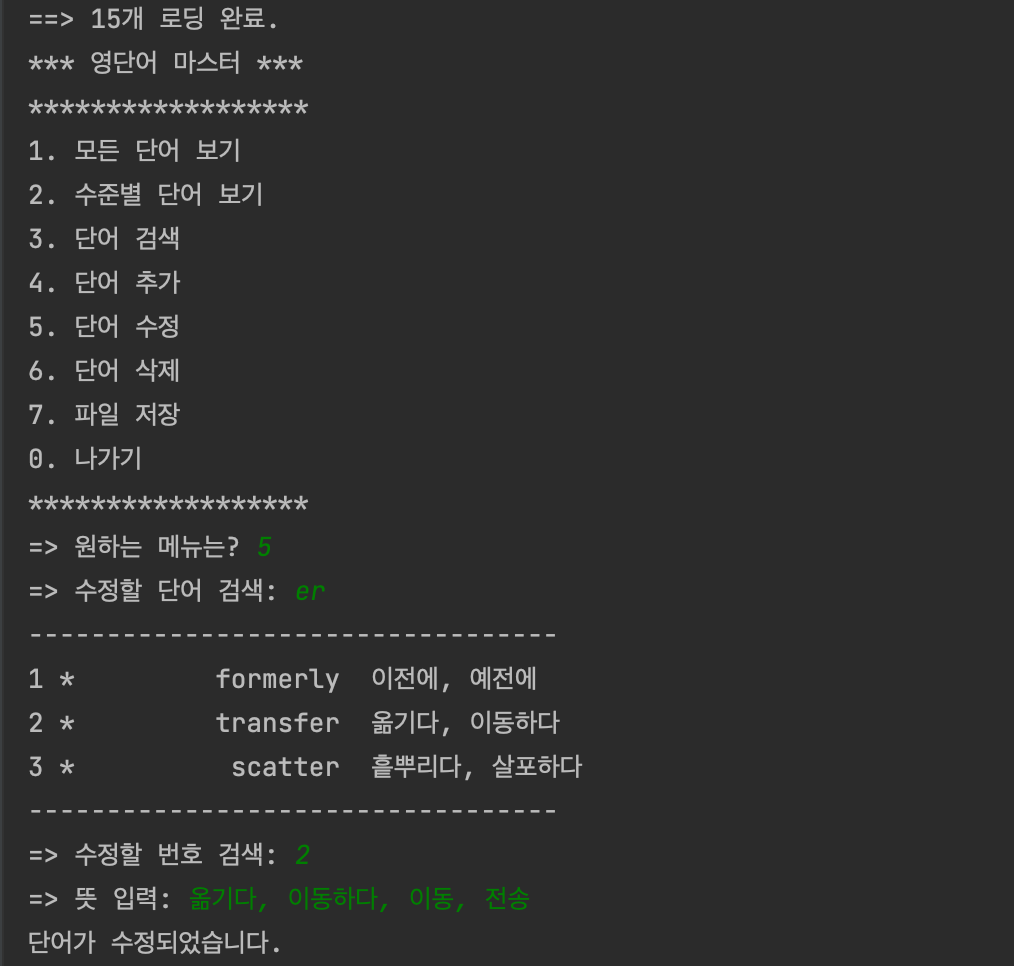 ==> 15개 로딩 완료.
*** 영단어 마스터 ***
******************
1. 모든 단어 보기
2. 수준별 단어 보기
3. 단어 검색
4. 단어 추가
5. 단어 수정
6. 단어 삭제
7. 파일 저장
0. 나가기
******************
=> 원하는 메뉴는? 5
=> 수정할 단어 검색: er
----------------------------------
1 *         formerly  이전에, 예전에
2 *         transfer  옮기다, 이동하다
3 *          scatter  흩뿌리다, 살포하다
----------------------------------
=> 수정할 번호 검색: 2
=> 뜻 입력: 옮기다, 이동하다, 이동, 전송
단어가 수정되었습니다.